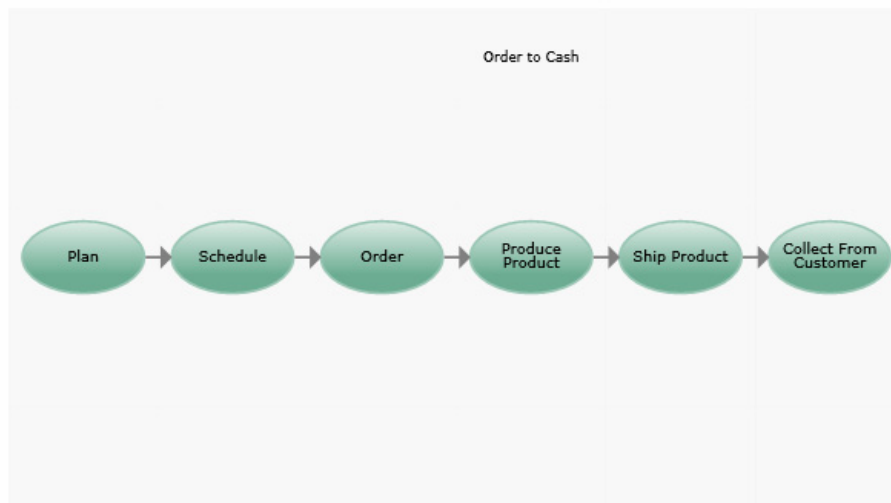 Order to Cash
Plan
Schedule
Order
Produce
Product
Ship Product
Collect From
Customer